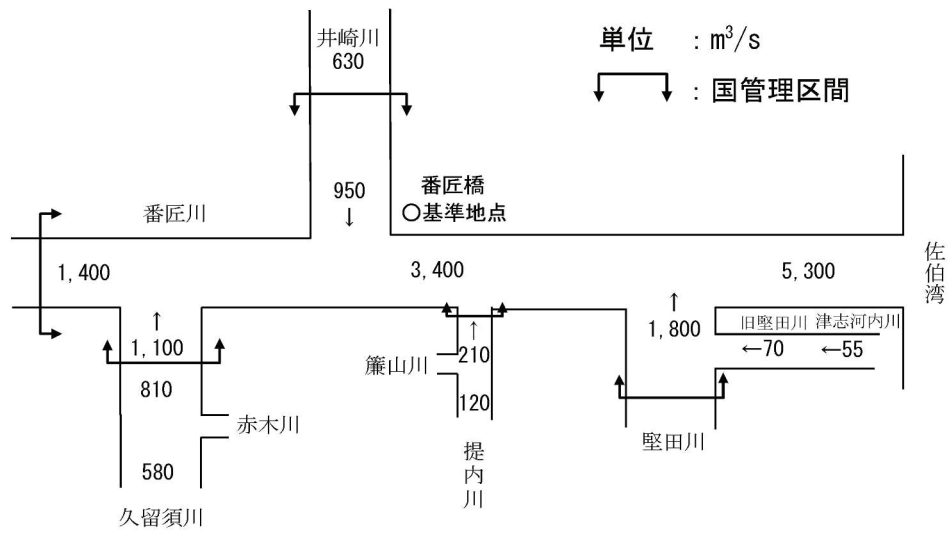 井崎川
630
単位 ：m³/s
：国管理区間
950
↓
番匠橋
○基準地点
番匠川
1,400
3,400
5,300
佐伯湾
↑
1,100
810
赤木川
580
久留須川
↑
210
簾山川
120
提内川
↑
1,800
旧堅田川 津志河内川
←70 ←55
堅田川